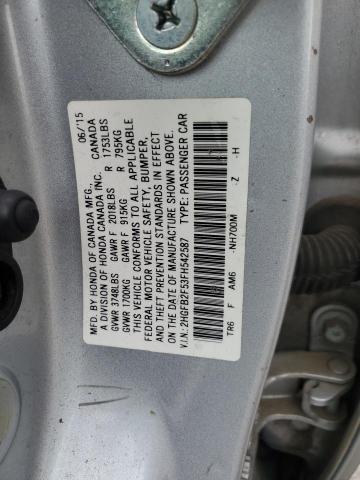 MFD. BY HONDA OF CANADA MFG. 06/'15
A DIVISION OF HONDA CANADA INC. CANADA
GVWR 3748LBS GAWR F 2018LBS R 1753LBS
GVWR 1700KG GAWR F 915KG R 795KG
THIS VEHICLE CONFORMS TO ALL APPLICABLE
FEDERAL MOTOR VEHICLE SAFETY, BUMPER,
AND THEFT PREVENTION STANDARDS IN EFFECT
ON THE DATE OF MANUFACTURE SHOWN ABOVE.
V.I.N.: 2HGFB2F53FH542587 TYPE: PASSENGER CAR
TR6 F AM6 -NH700M Z -H